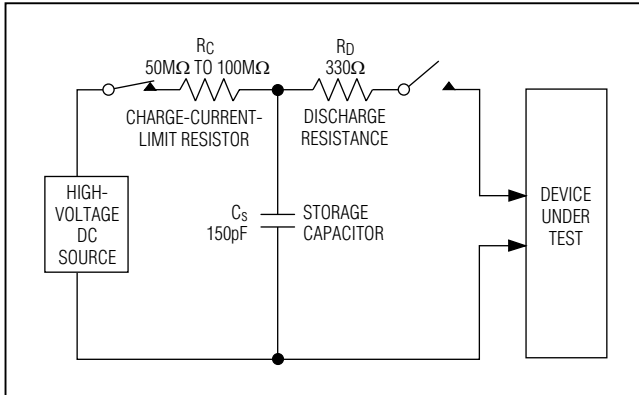 RC
50MΩ TO 100MΩ
CHARGE-CURRENT-
LIMIT RESISTOR
RD
330Ω
DISCHARGE
RESISTANCE
HIGH-
VOLTAGE
DC
SOURCE
CS
150pF
STORAGE
CAPACITOR
DEVICE
UNDER
TEST